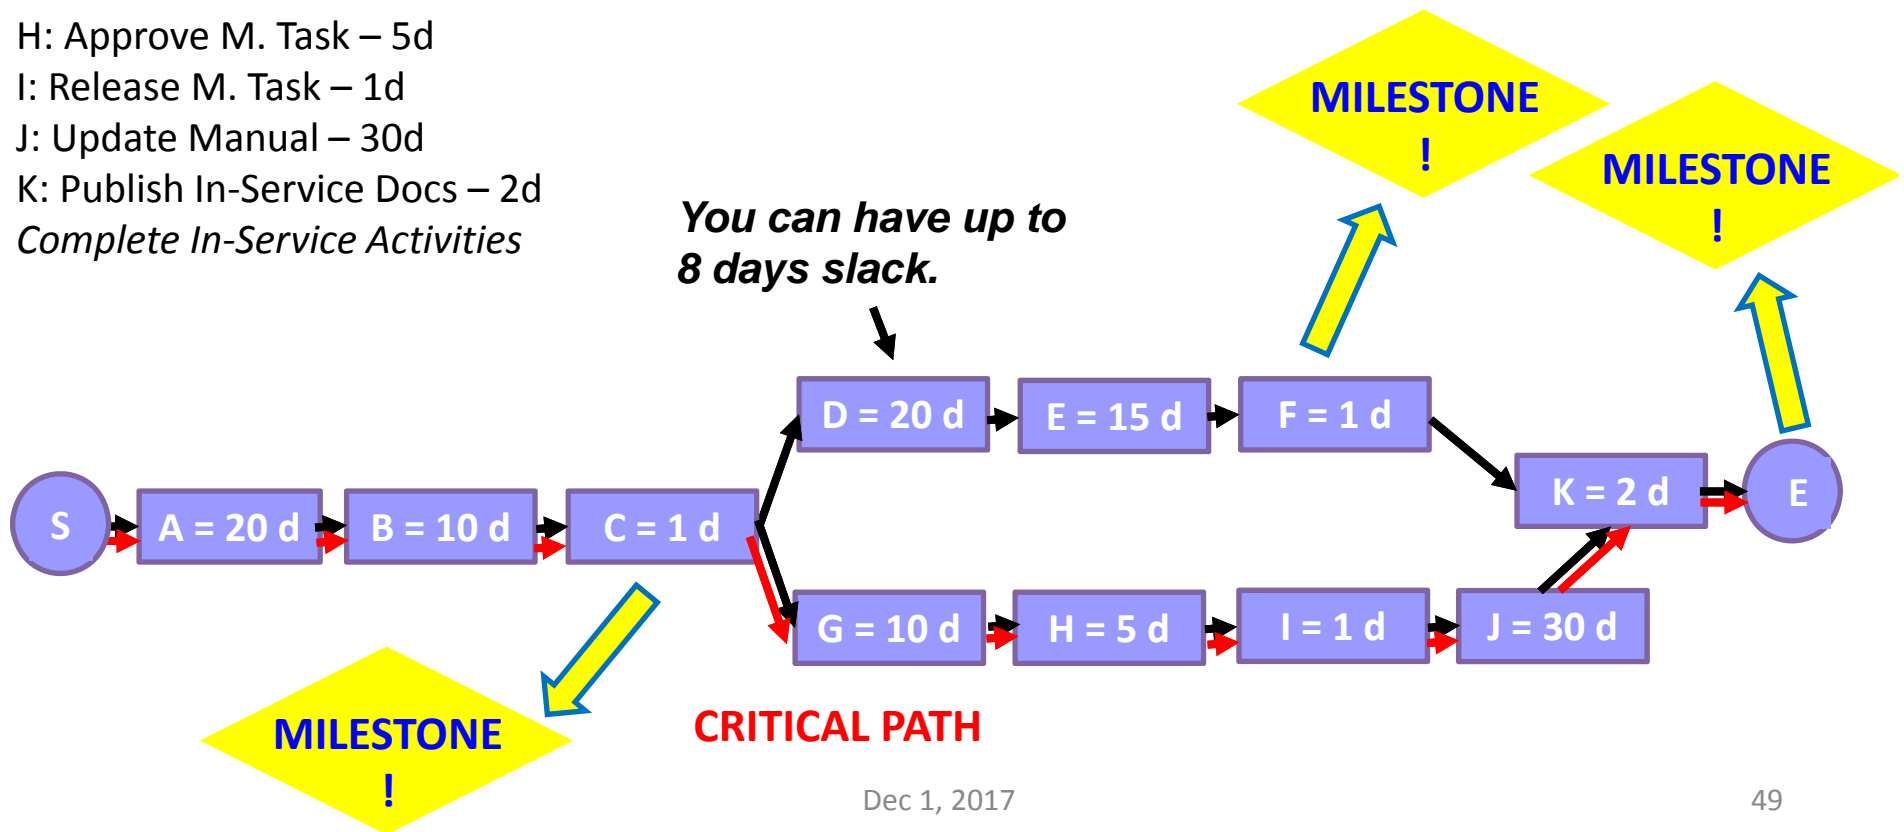 H: Approve M. Task – 5d
I: Release M. Task – 1d
J: Update Manual – 30d
K: Publish In-Service Docs – 2d
Complete In-Service Activities
You can have up to
8 days slack.
MILESTONE
!
MILESTONE
!
D = 20 d
E = 15 d
F = 1 d
S
A = 20 d
B = 10 d
C = 1 d
K = 2 d
E
G = 10 d
H = 5 d
I = 1 d
J = 30 d
MILESTONE
!
CRITICAL PATH
Dec 1, 2017
49